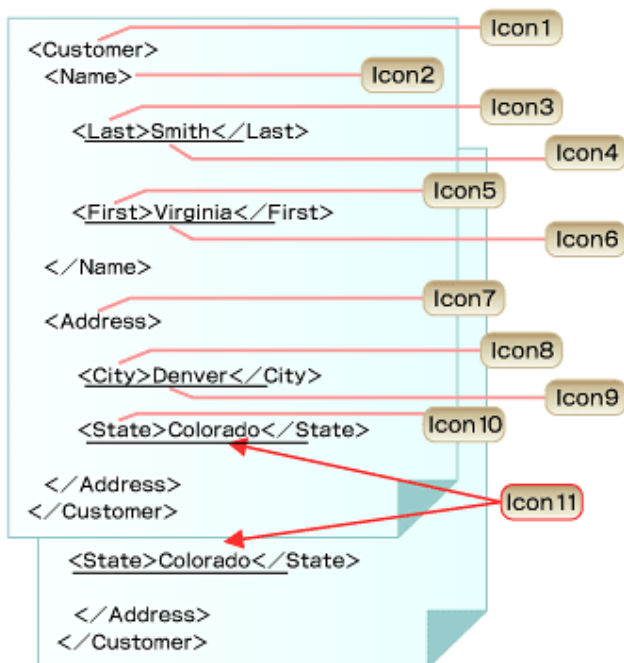 <Customer> Icon1
<Name> Icon2
Icon3
<Last>Smith</Last>
Icon4
Icon5
<First>Virginia</First>
Icon6
</Name>
Icon7
<Address>
Icon8
<City>Denver</City>
Icon9
<State>Colorado</State> Icon10
</Address>
Icon11
</Customer>
<State>Colorado</State>
</Address>
</Customer>